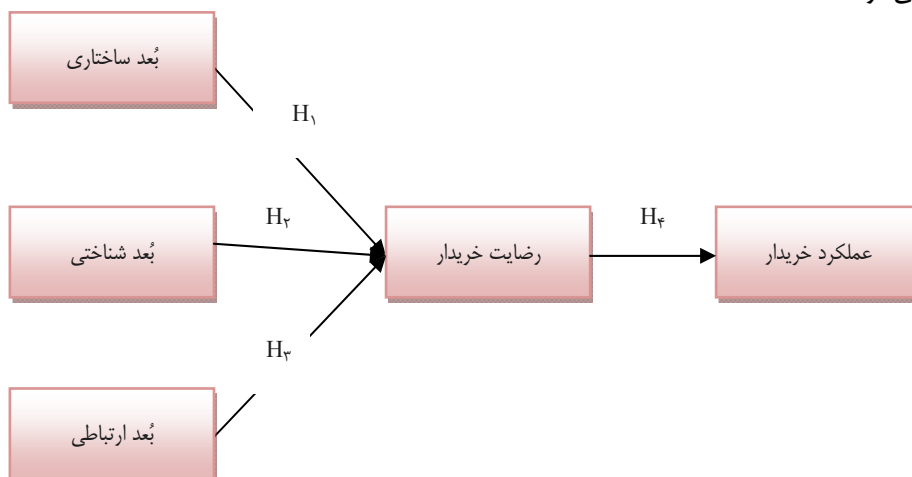 بُعد ساختاری
H۱
بُعد شناختی
H۲
رضایت خریدار
H۴
عملکرد خریدار
H۳
بُعد ارتباطی